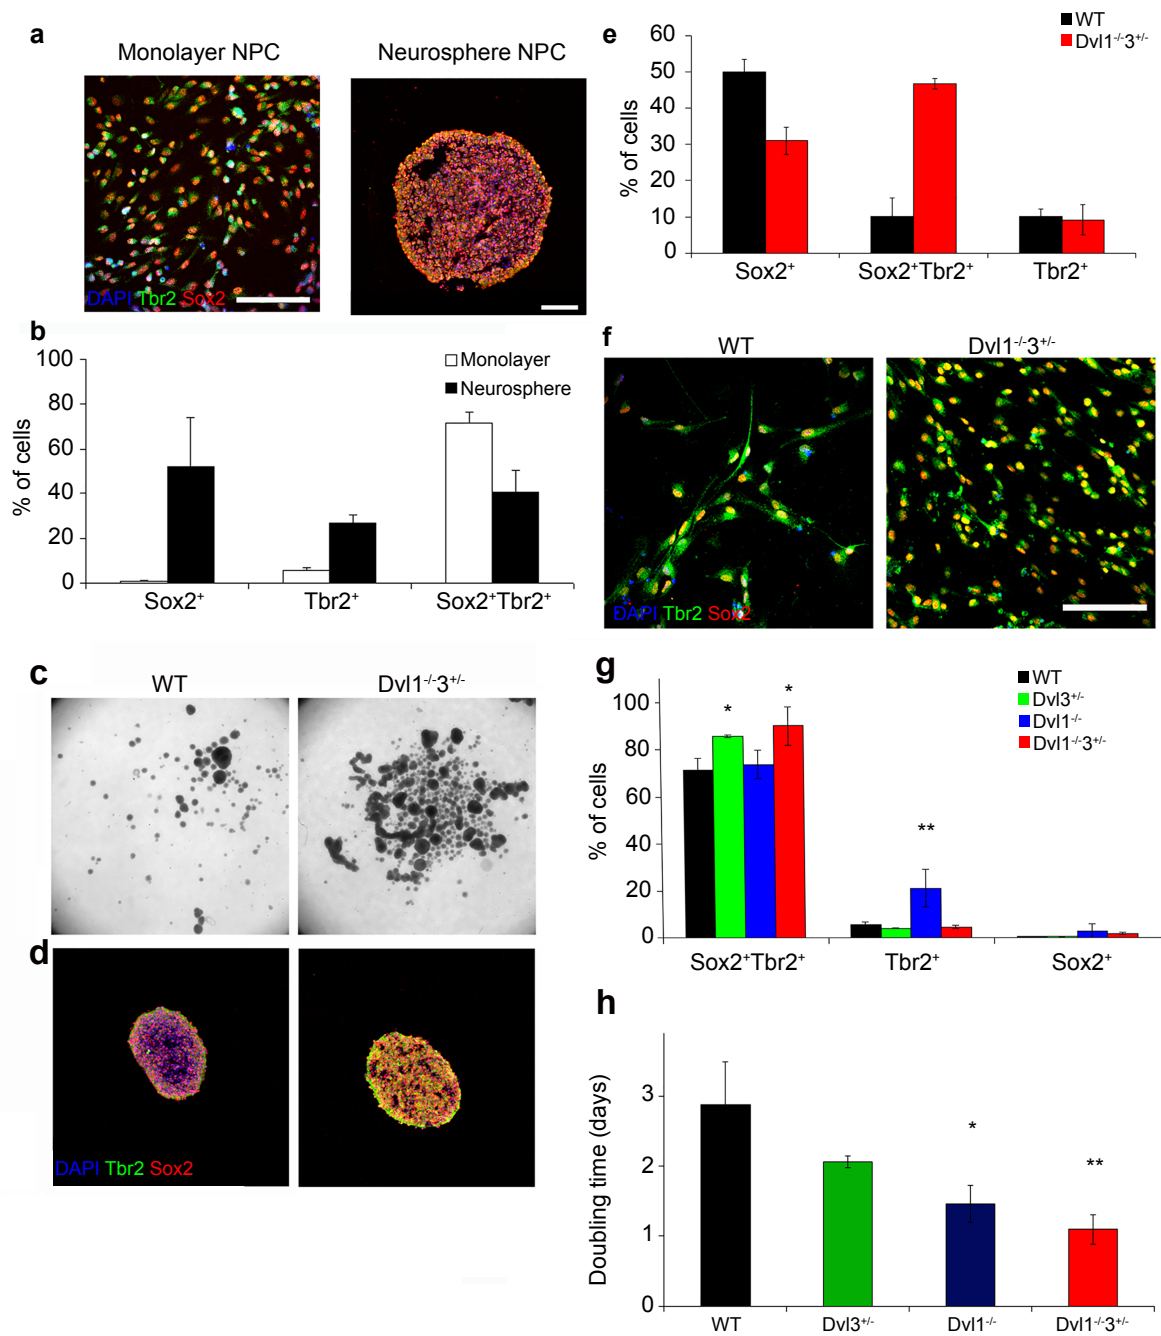 a
Monolayer NPC
Neurosphere NPC
DAPI Tbr2 Sox2
b
100
80
60
40
20
0
% of cells
Monolayer
Neurosphere
Sox2⁺
Tbr2⁺
Sox2⁺Tbr2⁺
c
WT
Dvl1⁻/⁻3⁺/⁻
d
DAPI Tbr2 Sox2
e
60
50
40
30
20
10
0
% of cells
WT
Dvl1⁻/⁻3⁺/⁻
Sox2⁺
Sox2⁺Tbr2⁺
Tbr2⁺
f
WT
Dvl1⁻/⁻3⁺/⁻
DAPI Tbr2 Sox2
g
100
80
60
40
20
0
% of cells
*
*
**
WT
Dvl3⁺/⁻
Dvl1⁻/⁻
Dvl1⁻/⁻3⁺/⁻
Sox2⁺Tbr2⁺
Tbr2⁺
Sox2⁺
h
3
2
1
0
Doubling time (days)
*
**
WT
Dvl3⁺/⁻
Dvl1⁻/⁻
Dvl1⁻/⁻3⁺/⁻